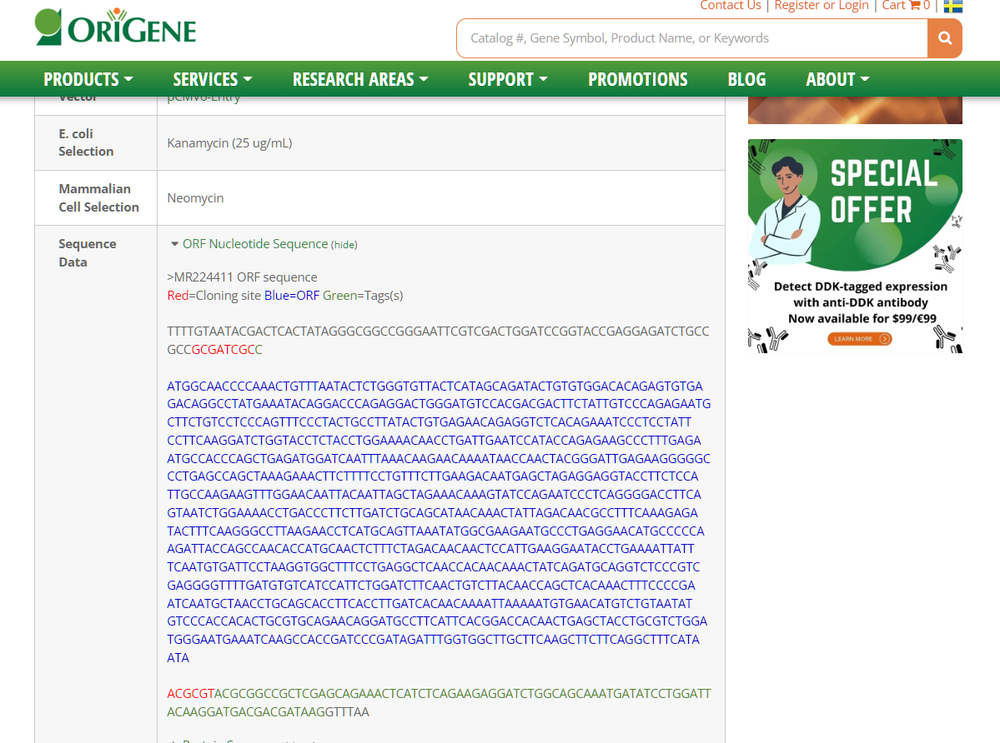 Contact Us | Register or Login | Cart 0 |
ORIGENE
Catalog #, Gene Symbol, Product Name, or Keywords
PRODUCTS SERVICES RESEARCH AREAS SUPPORT PROMOTIONS BLOG ABOUT
Vector pCMV6-Entry
E. coli
Selection
Kanamycin (25 ug/mL)
Mammalian
Cell Selection
Neomycin
Sequence
Data
ORF Nucleotide Sequence (hide)
>MR224411 ORF sequence
Red=Cloning site Blue=ORF Green=Tags(s)
TTTTGTAATACGACTCACTATAGGGCGGCCGGGAATTCGTCGACTGGATCCGGTACCGAGGAGATCTGCC
GCCGCGATCGCC
ATGGCAACCCCAAACTGTTTAATACTCTGGGTGTTACTCATAGCAGATACTGTGTGGACACAGAGTGTGA
GACAGGCCTATGAAATACAGGACCCAGAGGACTGGGATGTCCACGACGACTTCTATTGTCCCAGAGAATG
CTTCTGTCCTCCCAGTTTCCCTACTGCCTTATACTGTGAGAACAGAGGTCTCACAGAAATCCCTCCTATT
CCTTCAAGGATCTGGTACCTCTACCTGGAAAACAACCTGATTGAATCCATACCAGAGAAGCCCTTTGAGA
ATGCCACCCAGCTGAGATGGATCAATTTAAACAAGAACAAAATAACCAACTACGGGATTGAGAAGGGGGC
CCTGAGCCAGCTAAAGAAACTTCTTTTCCTGTTTCTTGAAGACAATGAGCTAGAGGAGGTACCTTCTCCA
TTGCCAAGAAGTTTGGAACAATTACAATTAGCTAGAAACAAAGTATCCAGAATCCCTCAGGGGACCTTCA
GTAATCTGGAAAACCTGACCCTTCTTGATCTGCAGCATAACAAACTATTAGACAACGCCTTTCAAAGAGA
TACTTTCAAGGGCCTTAAGAACCTCATGCAGTTAAATATGGCGAAGAATGCCCTGAGGAACATGCCCCCA
AGATTACCAGCCAACACCATGCAACTCTTTCTAGACAACAACTCCATTGAAGGAATACCTGAAAATTATT
TCAATGTGATTCCTAAGGTGGCTTTCCTGAGGCTCAACCACAACAAACTATCAGATGCAGGTCTCCCGTC
GAGGGGTTTTGATGTGTCATCCATTCTGGATCTTCAACTGTCTTACAACCAGCTCACAAACTTTCCCCGA
ATCAATGCTAACCTGCAGCACCTTCACCTTGATCACAACAAAATTAAAAATGTGAACATGTCTGTAATAT
GTCCCACCACACTGCGTGCAGAACAGGATGCCTTCATTCACGGACCACAACTGAGCTACCTGCGTCTGGA
TGGGAATGAAATCAAGCCACCGATCCCGATAGATTTGGTGGCTTGCTTCAAGCTTCTTCAGGCTTTCATA
ATA
ACGCGTACGCGGCCGCTCGAGCAGAAACTCATCTCAGAAGAGGATCTGGCAGCAAATGATATCCTGGATT
ACAAGGATGACGACGATAAGGTTTAA
SPECIAL
OFFER
Detect DDK-tagged expression
with anti-DDK antibody
Now available for $99/€99
LEARN MORE